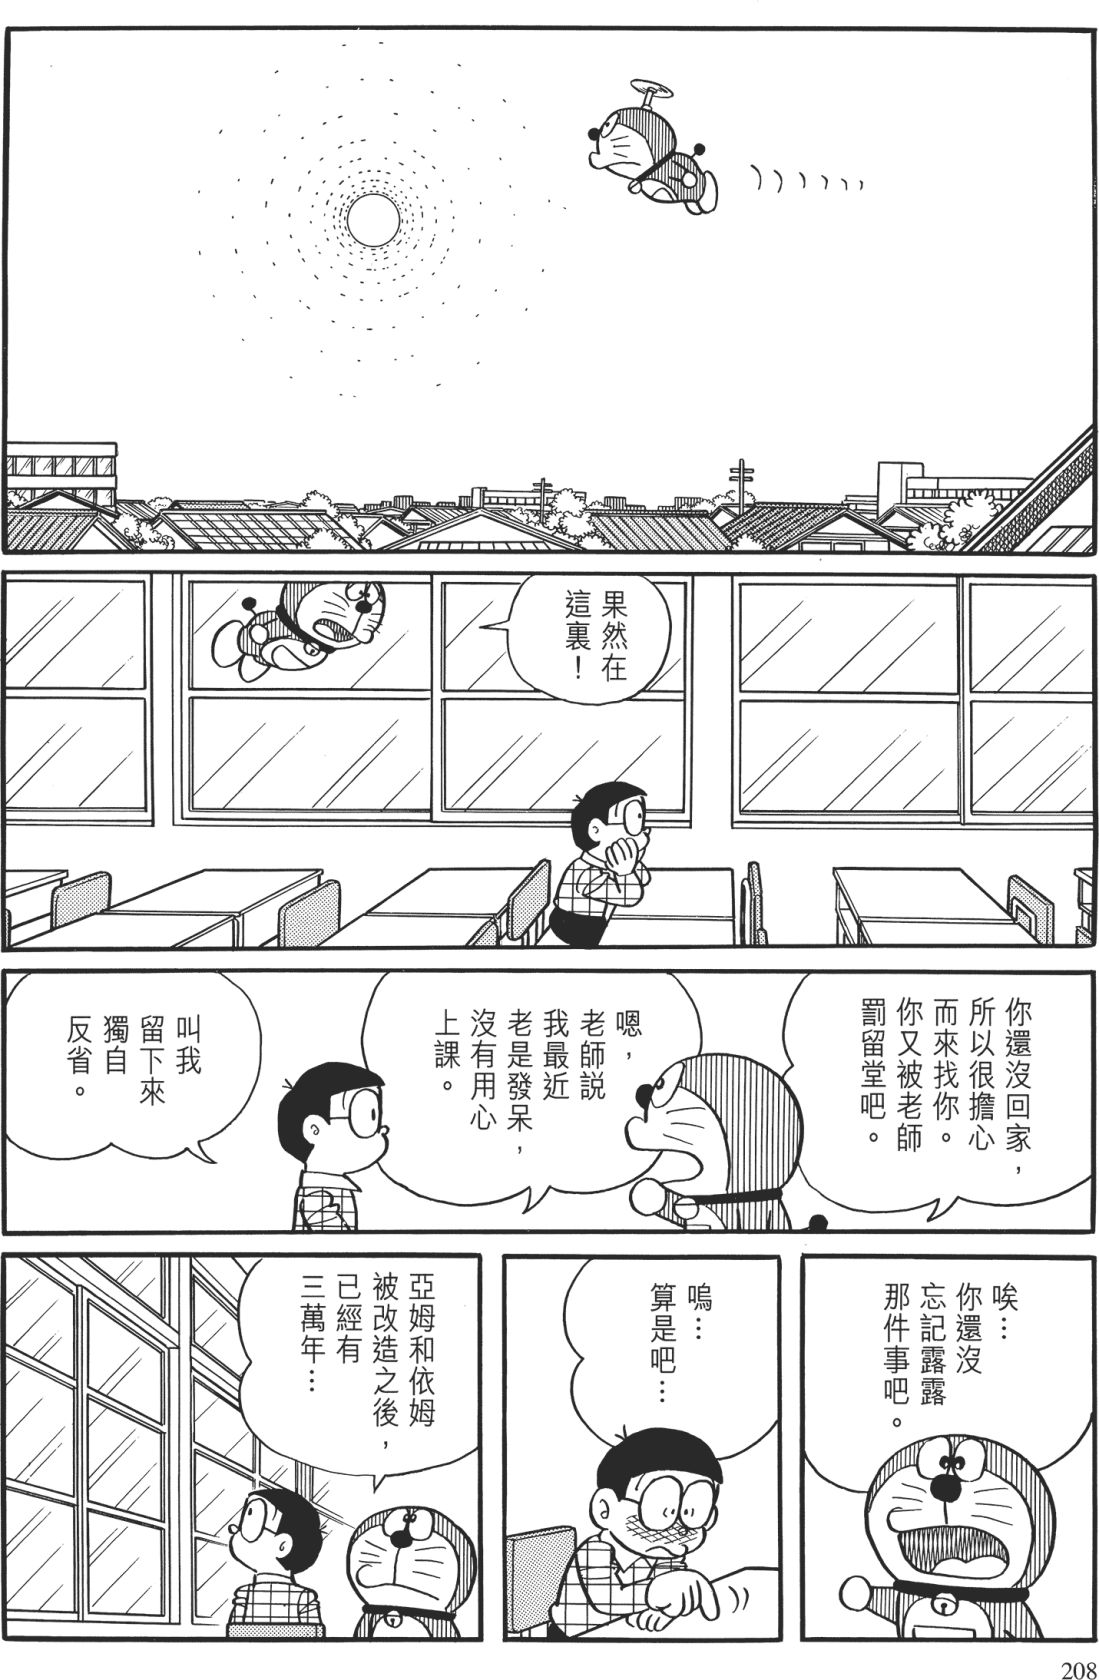 果然在
這裏！
你還沒回家，
所以很擔心
而來找你。
你又被老師
罰留堂吧。
嗯，
老師說
我最近
老是發呆，
沒有用心
上課。
叫我
留下來
獨自
反省。
唉…
你還沒
忘記露露
那件事吧。
嗚…
算是吧…
亞姆和依姆
被改造之後，
已經有
三萬年…
208